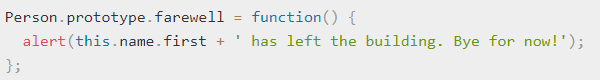 Person.prototype.farewell = function() {
  alert(this.name.first + ' has left the building. Bye for now!');
};